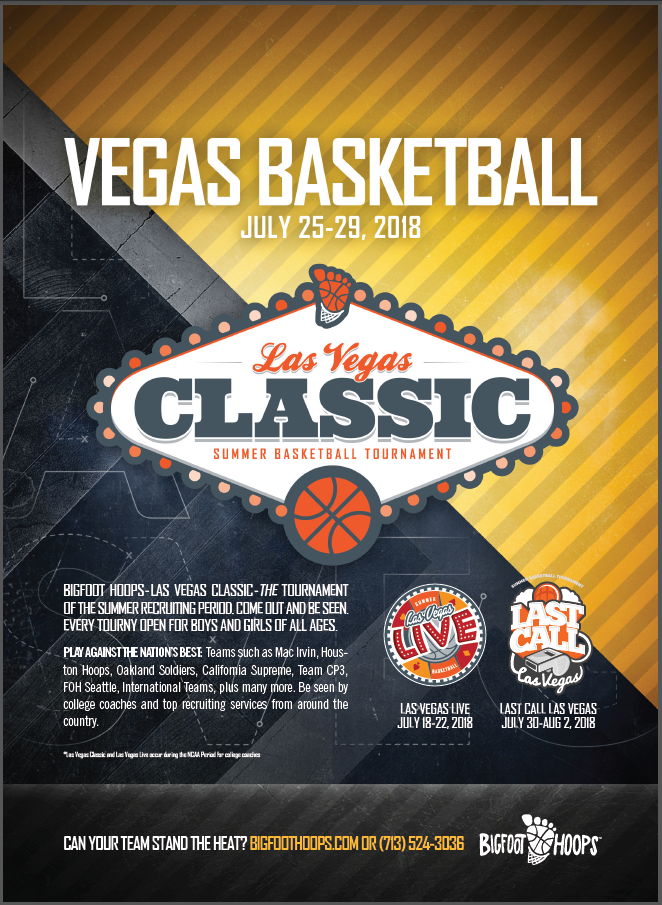 VEGAS BASKETBALL
JULY 25-29, 2018
Las Vegas
CLASSIC
SUMMER BASKETBALL TOURNAMENT
BIGFOOT HOOPS-LAS VEGAS CLASSIC-THE TOURNAMENT
OF THE SUMMER RECRUITING PERIOD. COME OUT AND BE SEEN.
EVERY TOURNY OPEN FOR BOYS AND GIRLS OF ALL AGES.
PLAY AGAINST THE NATION'S BEST: Teams such as Mac Irvin, Hous-
ton Hoops, Oakland Soldiers, California Supreme, Team CP3,
FOH Seattle, International Teams, plus many more. Be seen by
college coaches and top recruiting services from around the
country.
*Las Vegas Classic and Las Vegas Live occur during the NCAA Period for college coaches
SUMMER
Las Vegas
LIVE
BASKETBALL
LAS VEGAS LIVE
JULY 18-22, 2018
SUMMER BASKETBALL TOURNAMENT
LAST
CALL
Las Vegas
LAST CALL LAS VEGAS
JULY 30-AUG 2, 2018
CAN YOUR TEAM STAND THE HEAT? BIGFOOTHOOPS.COM OR (713) 524-3036
BIGFOOT HOOPS™